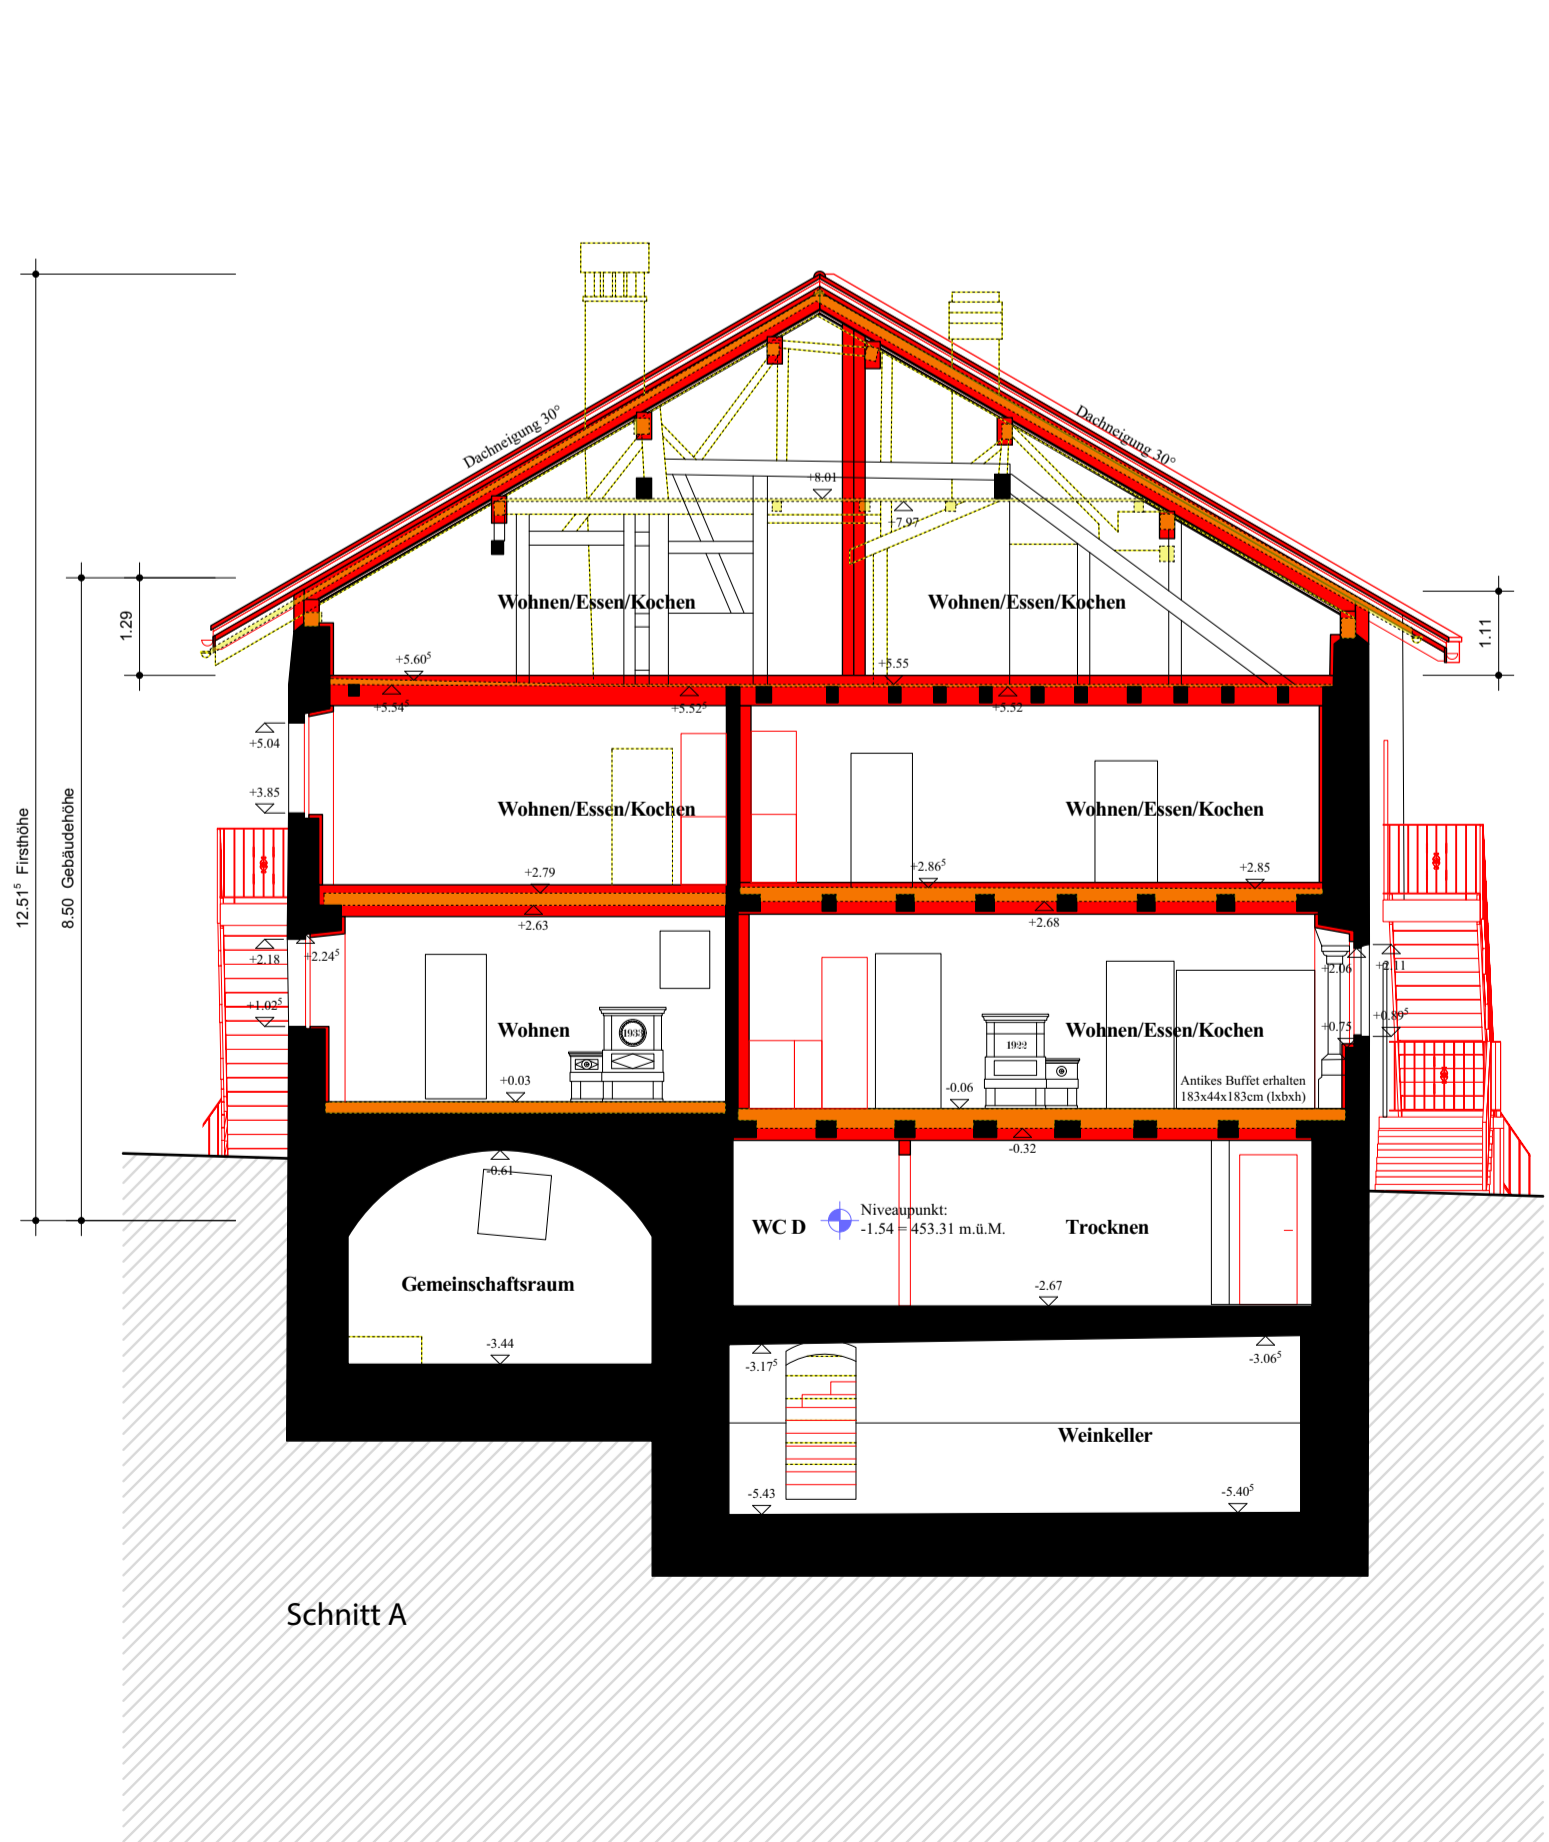 Dachneigung 30°
Dachneigung 30°
+8.01
+7.97
1.29
1.11
Wohnen/Essen/Kochen
Wohnen/Essen/Kochen
+5.60⁵
+5.55
+5.54⁵
+5.52⁵
+5.52
+5.04
+3.85
12.51⁵ Firsthöhe
8.50 Gebäudehöhe
Wohnen/Essen/Kochen
Wohnen/Essen/Kochen
+2.79
+2.86⁵
+2.85
+2.63
+2.68
+2.18
+2.24⁵
+2.06
+2.11
+1.02⁵
+0.75
+0.89⁵
Wohnen
1933
1922
Wohnen/Essen/Kochen
+0.03
-0.06
Antikes Buffet erhalten
183x44x183cm (lxbxh)
-0.61
-0.32
WC D
Niveaupunkt:
-1.54 = 453.31 m.ü.M.
Trocknen
Gemeinschaftsraum
-2.67
-3.44
-3.17⁵
-3.06⁵
Weinkeller
-5.43
-5.40⁵
Schnitt A